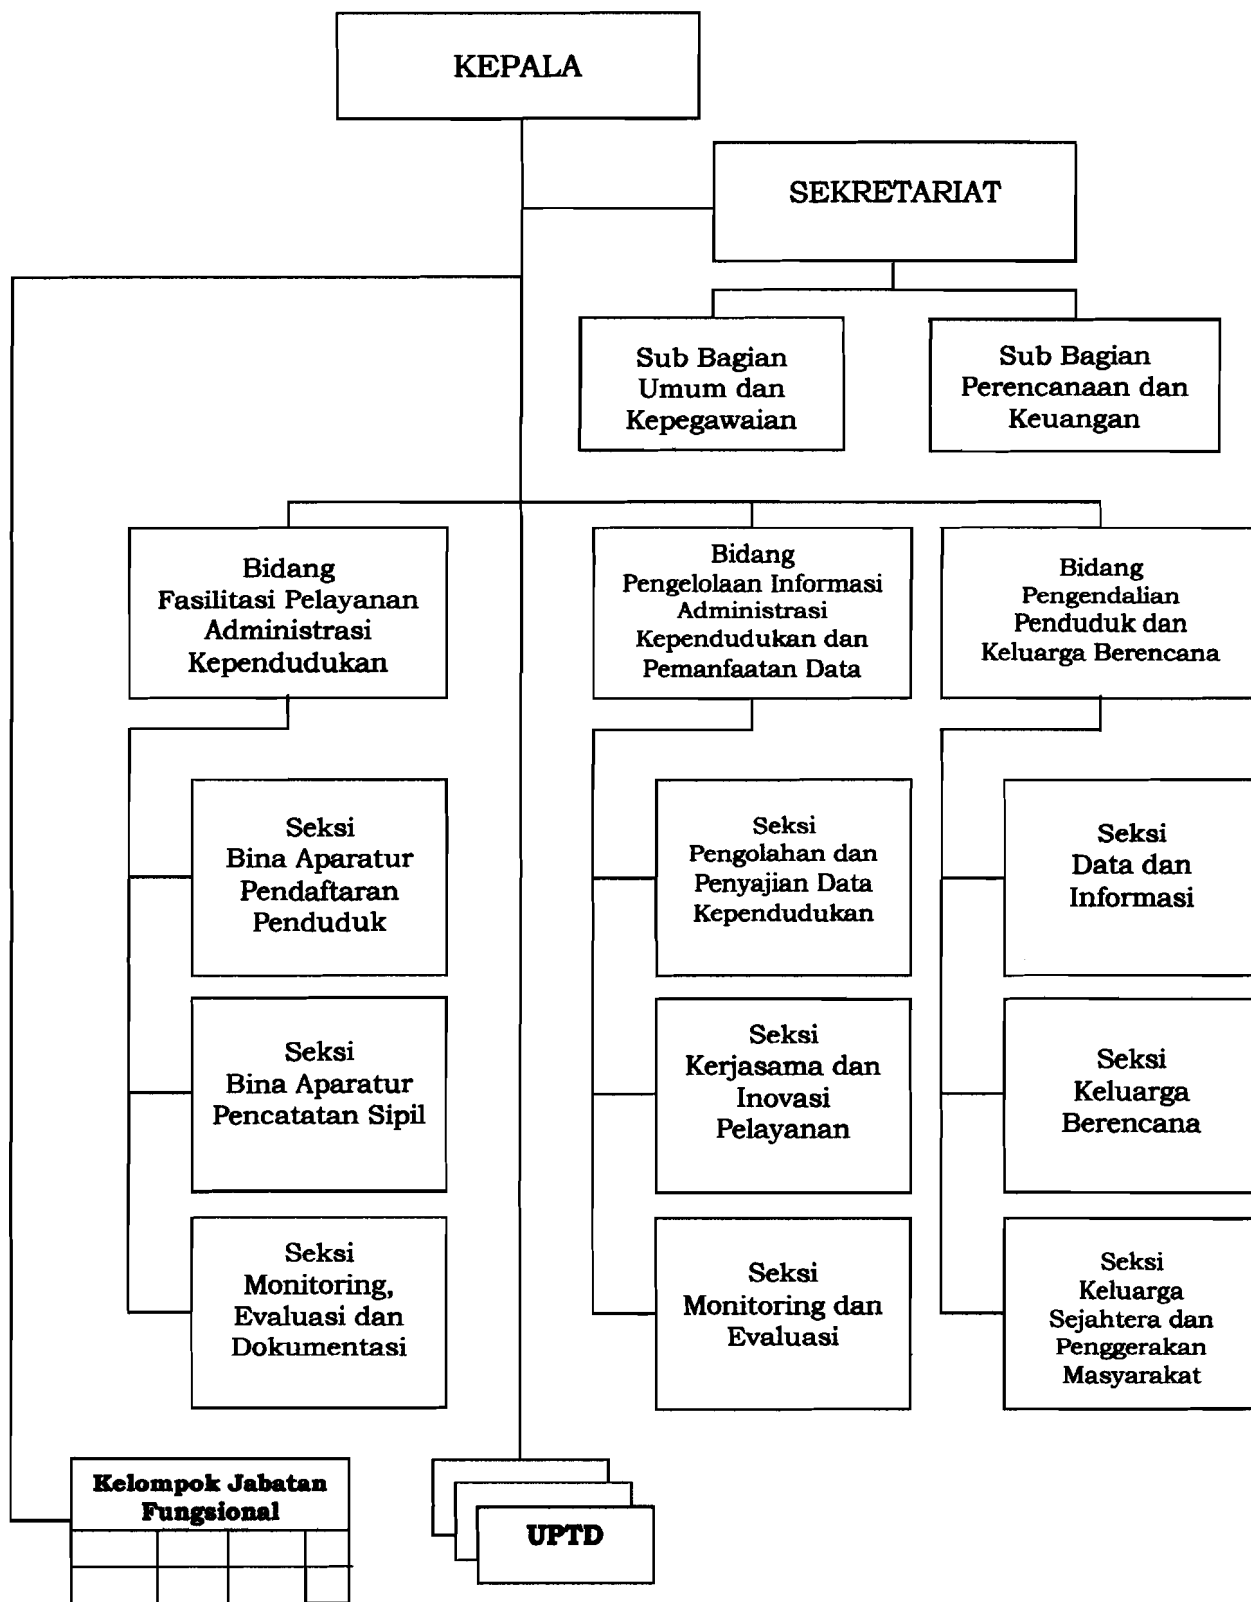 KEPALA
SEKRETARIAT
Sub Bagian
Umum dan
Kepegawaian
Sub Bagian
Perencanaan dan
Keuangan
Bidang
Fasilitasi Pelayanan
Administrasi
Kependudukan
Bidang
Pengelolaan Informasi
Administrasi
Kependudukan dan
Pemanfaatan Data
Bidang
Pengendalian
Penduduk dan
Keluarga Berencana
Seksi
Bina Aparatur
Pendaftaran
Penduduk
Seksi
Pengolahan dan
Penyajian Data
Kependudukan
Seksi
Data dan
Informasi
Seksi
Bina Aparatur
Pencatatan Sipil
Seksi
Kerjasama dan
Inovasi
Pelayanan
Seksi
Keluarga
Berencana
Seksi
Monitoring,
Evaluasi dan
Dokumentasi
Seksi
Monitoring dan
Evaluasi
Seksi
Keluarga
Sejahtera dan
Penggerakan
Masyarakat
Kelompok Jabatan
Fungsional
UPTD